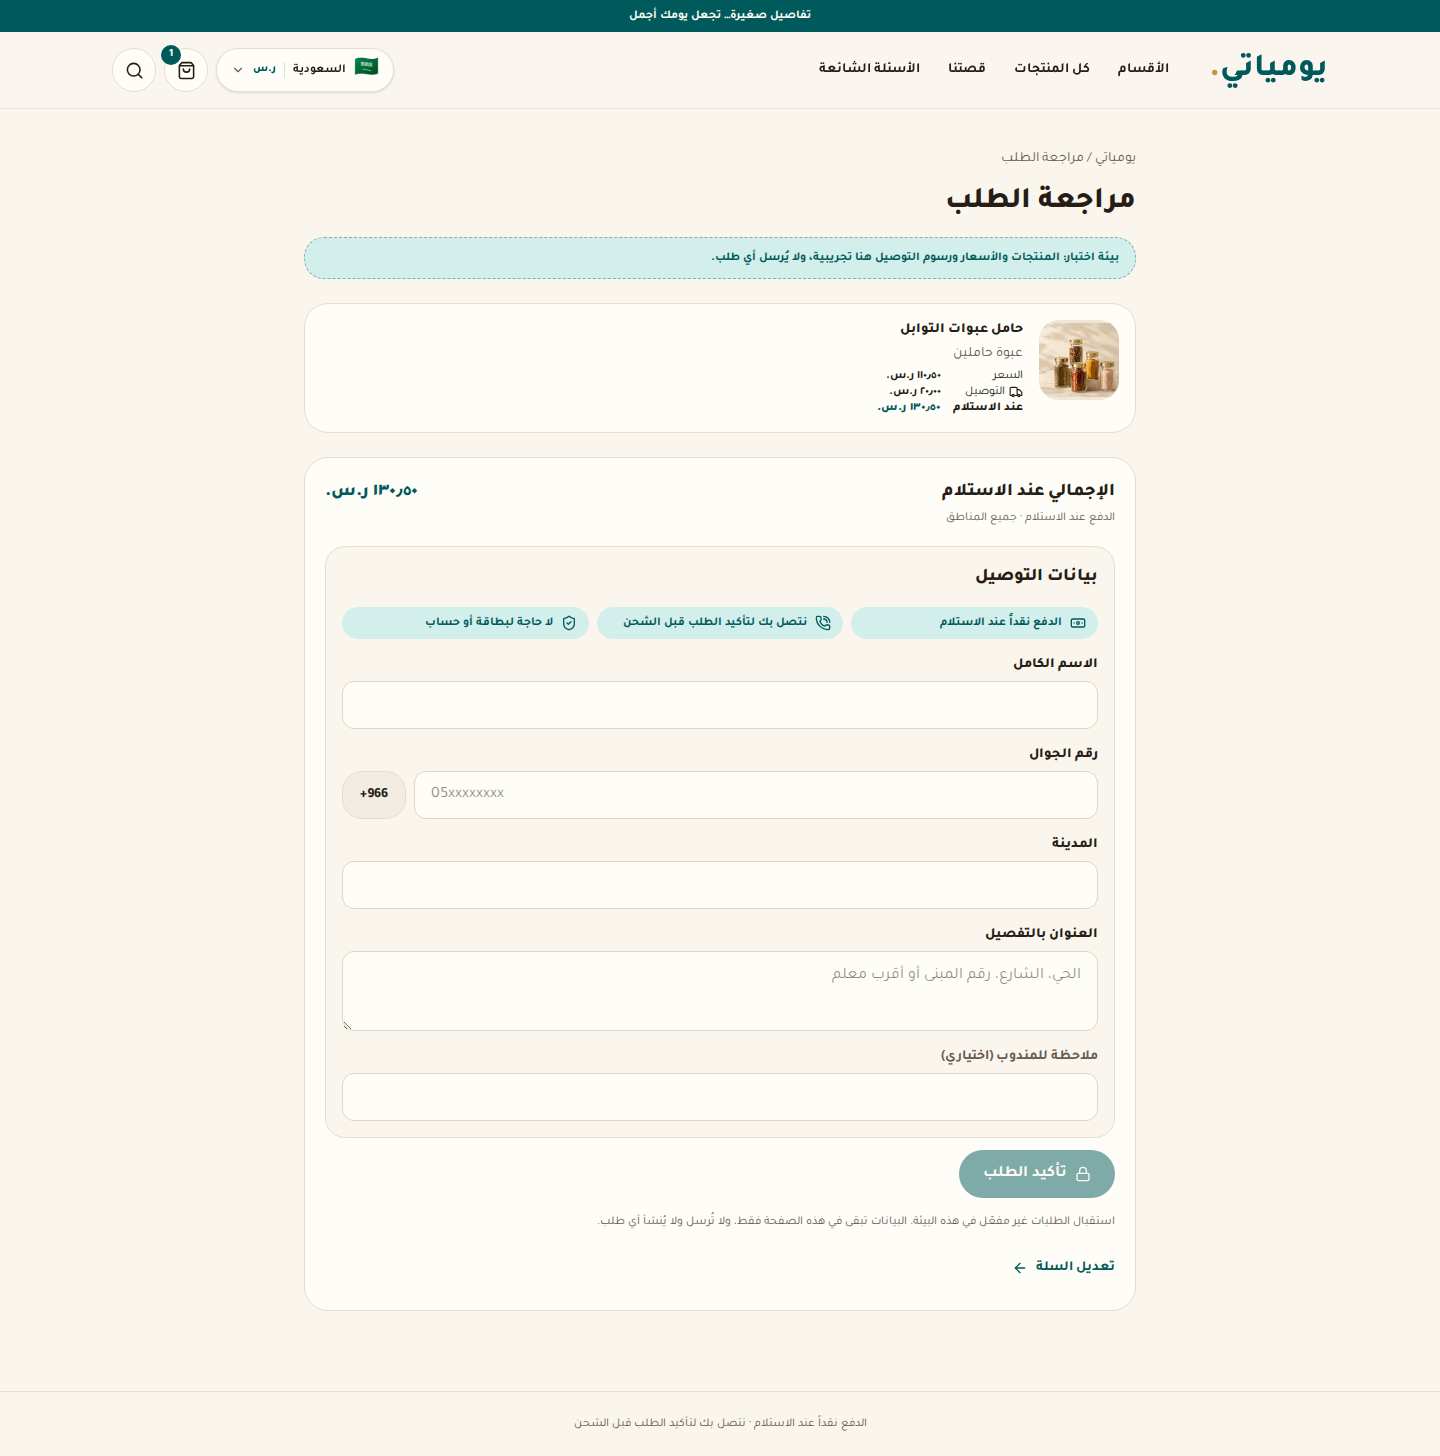 تفاصيل صغيرة… تجعل يومك أجمل
يومياتي.
الأقسام
كل المنتجات
قصتنا
الأسئلة الشائعة
السعودية
ر.س
1
يومياتي / مراجعة الطلب
مراجعة الطلب
بيئة اختبار: المنتجات والأسعار ورسوم التوصيل هنا تجريبية، ولا يُرسل أي طلب.
حامل عبوات التوابل
عبوة حاملين
السعر ١١٠٫٥٠ ر.س.
التوصيل ٢٠٫٠٠ ر.س.
عند الاستلام ١٣٠٫٥٠ ر.س.
الإجمالي عند الاستلام ١٣٠٫٥٠ ر.س.
الدفع عند الاستلام · جميع المناطق
بيانات التوصيل
الدفع نقداً عند الاستلام
نتصل بك لتأكيد الطلب قبل الشحن
لا حاجة لبطاقة أو حساب
الاسم الكامل
رقم الجوال
05xxxxxxxx
+966
المدينة
العنوان بالتفصيل
الحي، الشارع، رقم المبنى أو أقرب معلم
ملاحظة للمندوب (اختياري)
تأكيد الطلب
استقبال الطلبات غير مفعّل في هذه البيئة. البيانات تبقى في هذه الصفحة فقط، ولا تُرسل ولا يُنشأ أي طلب.
تعديل السلة
الدفع نقداً عند الاستلام · نتصل بك لتأكيد الطلب قبل الشحن